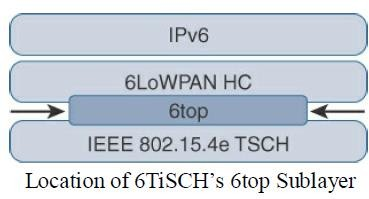 IPv6
6LoWPAN HC
6top
IEEE 802.15.4e TSCH
Location of 6TiSCH's 6top Sublayer